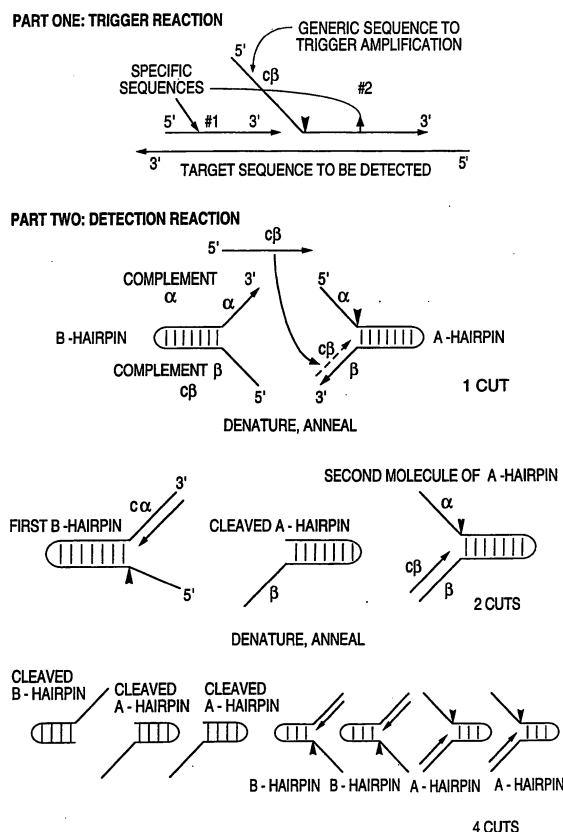 PART ONE: TRIGGER REACTION
5'
GENERIC SEQUENCE TO
TRIGGER AMPLIFICATION
cβ
SPECIFIC
SEQUENCES
#2
5' #1 3'
3'
3' TARGET SEQUENCE TO BE DETECTED 5'
PART TWO: DETECTION REACTION
cβ
5'
COMPLEMENT
α
3'
α
5'
α
B-HAIRPIN
A-HAIRPIN
cβ
COMPLEMENT β
cβ
β
5'
3'
1 CUT
DENATURE, ANNEAL
SECOND MOLECULE OF A-HAIRPIN
3'
cα
α
FIRST B-HAIRPIN
CLEAVED A-HAIRPIN
5'
β
cβ
β
2 CUTS
DENATURE, ANNEAL
CLEAVED
B-HAIRPIN
CLEAVED
A-HAIRPIN
CLEAVED
A-HAIRPIN
B-HAIRPIN B-HAIRPIN A-HAIRPIN A-HAIRPIN
4 CUTS